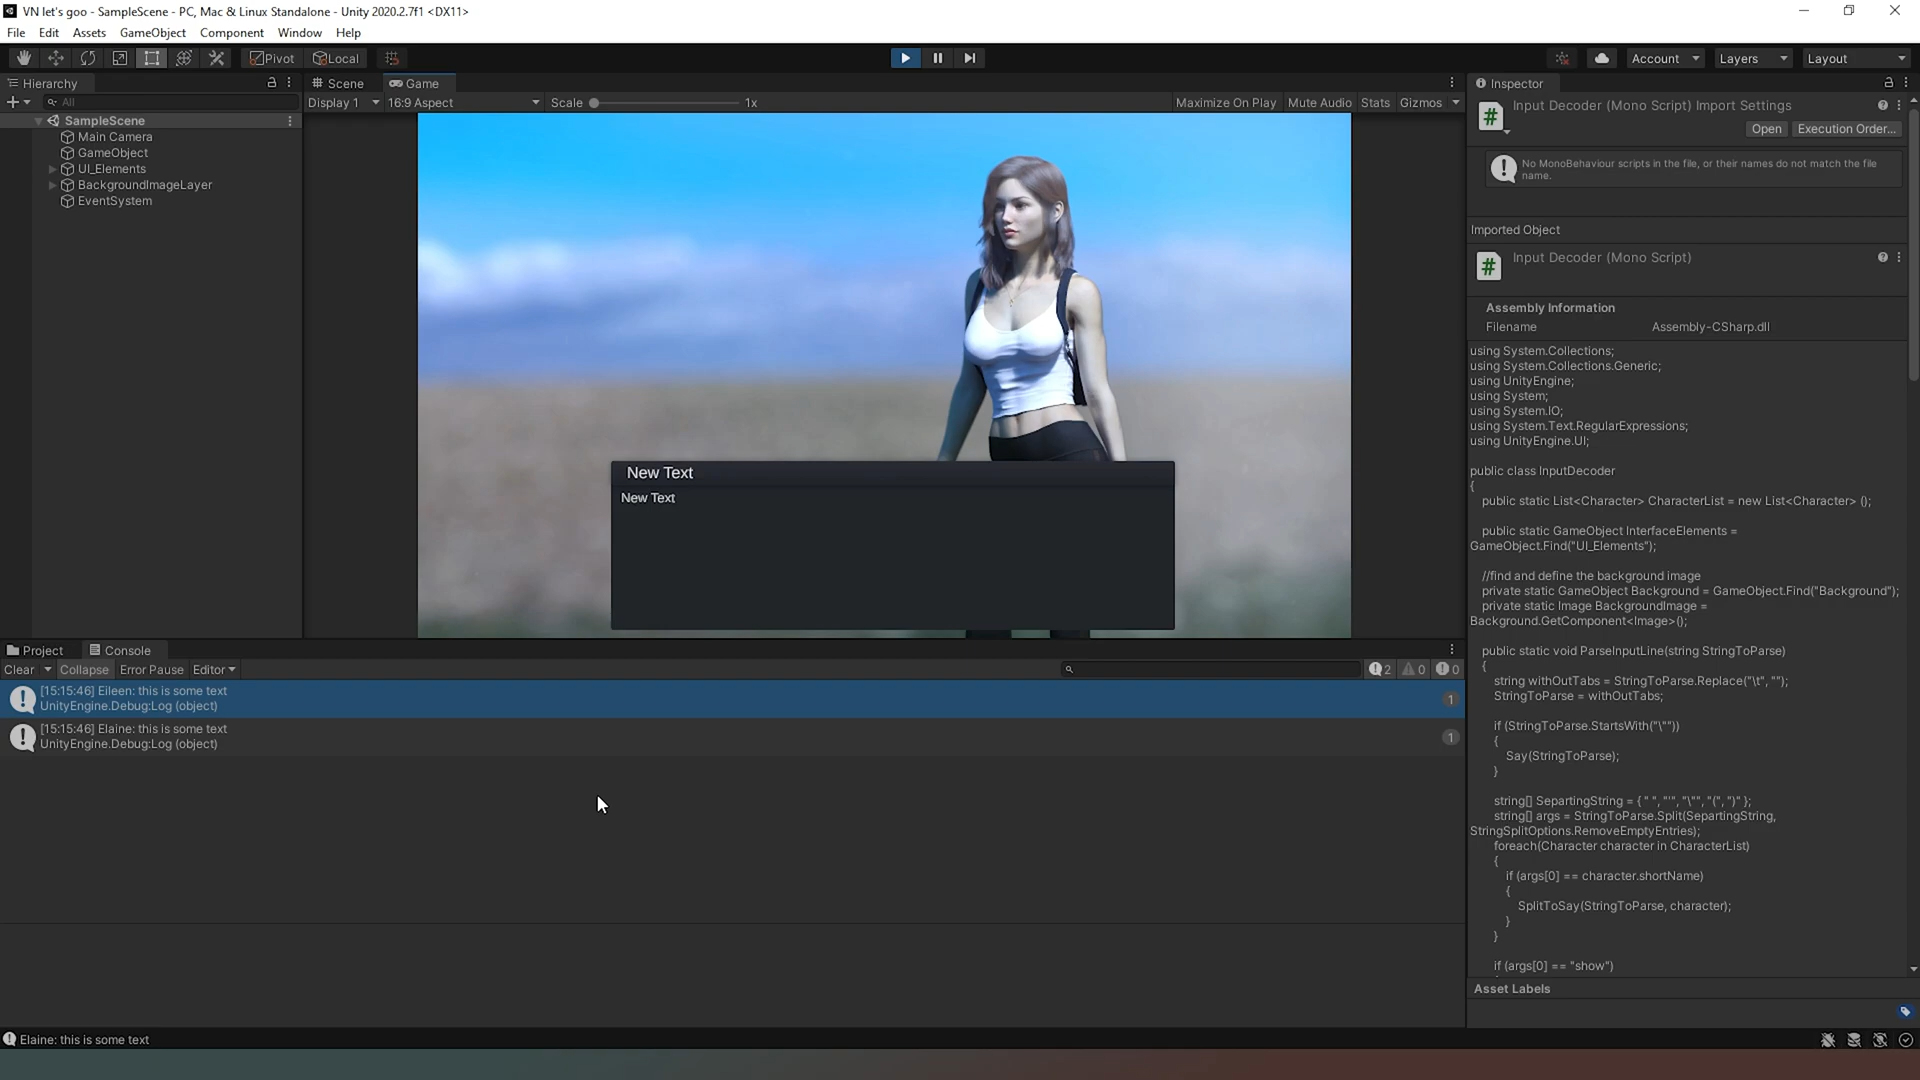 VN let's goo - SampleScene - PC, Mac & Linux Standalone - Unity 2020.2.7f1 <DX11>
File Edit Assets GameObject Component Window Help
Pivot Local Account Layers Layout
Hierarchy
All
SampleScene
Main Camera
GameObject
UI_Elements
BackgroundImageLayer
EventSystem
Scene Game
Display 1 16:9 Aspect Scale 1x Maximize On Play Mute Audio Stats Gizmos
New Text
New Text
Project Console
Clear Collapse Error Pause Editor 2 0 0
[15:15:46] Eileen: this is some text
UnityEngine.Debug:Log (object)
1
[15:15:46] Elaine: this is some text
UnityEngine.Debug:Log (object)
1
Inspector
Input Decoder (Mono Script) Import Settings
Open Execution Order...
No MonoBehaviour scripts in the file, or their names do not match the file
name.
Imported Object
Input Decoder (Mono Script)
Assembly Information
Filename Assembly-CSharp.dll
using System.Collections;
using System.Collections.Generic;
using UnityEngine;
using System;
using System.IO;
using System.Text.RegularExpressions;
using UnityEngine.UI;
public class InputDecoder
{
public static List<Character> CharacterList = new List<Character> ();
public static GameObject InterfaceElements =
GameObject.Find("UI_Elements");
//find and define the background image
private static GameObject Background = GameObject.Find("Background");
private static Image BackgroundImage =
Background.GetComponent<Image>();
public static void ParseInputLine(string StringToParse)
{
string withOutTabs = StringToParse.Replace("\t", "");
StringToParse = withOutTabs;
if (StringToParse.StartsWith("\""))
{
Say(StringToParse);
}
string[] SepartingString = { " ", "'", "\"", "(", ")" };
string[] args = StringToParse.Split(SepartingString,
StringSplitOptions.RemoveEmptyEntries);
foreach(Character character in CharacterList)
{
if (args[0] == character.shortName)
{
SplitToSay(StringToParse, character);
}
}
if (args[0] == "show")
Asset Labels
Elaine: this is some text